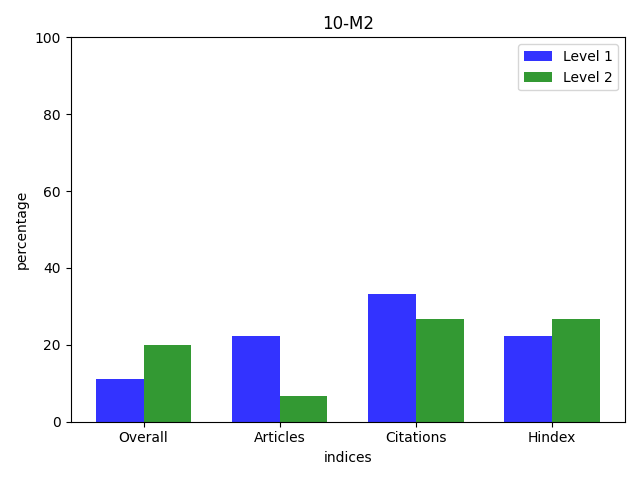 10-M2
100
80
60
40
20
0
percentage
Level 1
Level 2
Overall
Articles
Citations
Hindex
indices